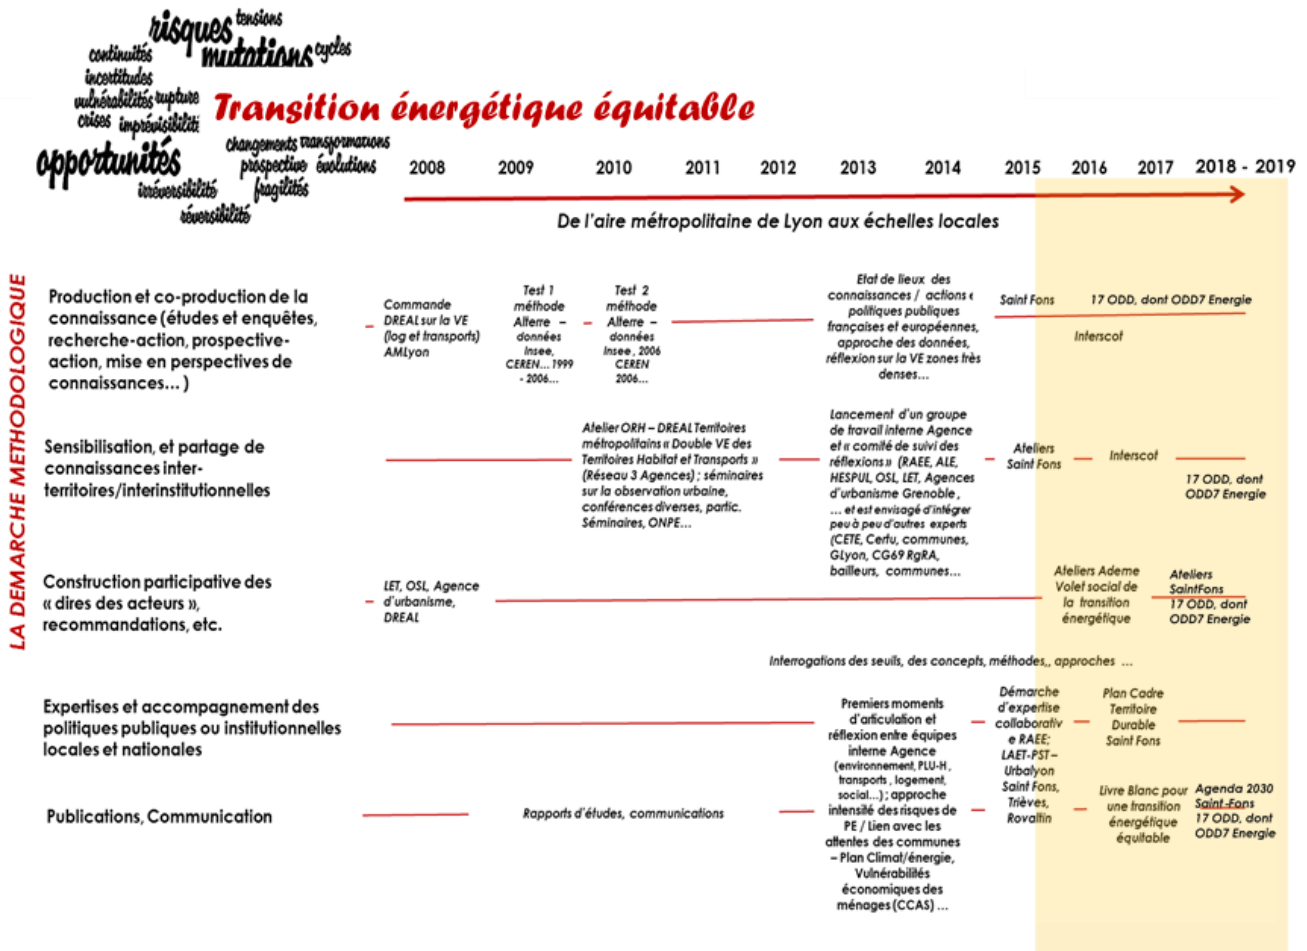 risques tensions
continuités mutations cycles
incertitudes
vulnérabilités rupture
crises imprévisibilité
Transition énergétique équitable
opportunités changements transformations
prospective évolutions
irréversibilité fragilités
réversibilité
2008 2009 2010 2011 2012 2013 2014 2015 2016 2017 2018 - 2019
De l'aire métropolitaine de Lyon aux échelles locales
LA DEMARCHE METHODOLOGIQUE
Production et co-production de la
connaissance (études et enquêtes,
recherche-action, prospective-
action, mise en perspectives de
connaissances... )
Commande
DREAL sur la VE
(log et transports)
AMLyon
Test 1
méthode
Alterre –
données
Insee,
CEREN... 1999
- 2006...
Test 2
méthode
Alterre –
données
Insee, 2006
CEREN
2006...
Etat de lieux des
connaissances / actions e
politiques publiques
françaises et européennes,
approche des données,
réflexion sur la VE zones très
denses...
Saint Fons
17 ODD, dont ODD7 Energie
Interscot
Sensibilisation, et partage de
connaissances inter-
territoires/interinstitutionnelles
Atelier ORH – DREAL Territoires
métropolitains « Double VE des
Territoires Habitat et Transports »
(Réseau 3 Agences) ; séminaires
sur la observation urbaine,
conférences diverses, partic.
Séminaires, ONPE...
Lancement d'un groupe
de travail interne Agence
et « comité de suivi des
réflexions » (RAEE, ALE,
HESPUL, OSL, LET, Agences
d'urbanisme Grenoble ,
... et est envisagé d'intégrer
peu à peu d'autres experts
(CETE, Certu, communes,
GLyon, CG69 RgRA,
bailleurs, communes...
Ateliers
Saint Fons
Interscot
17 ODD, dont
ODD7 Energie
Construction participative des
« dires des acteurs »,
recommandations, etc.
LET, OSL, Agence
d'urbanisme,
DREAL
Ateliers Ademe
Volet social de
la transition
énergétique
Ateliers
SaintFons
17 ODD, dont
ODD7 Energie
Interrogations des seuils, des concepts, méthodes,, approches ...
Expertises et accompagnement des
politiques publiques ou institutionnelles
locales et nationales
Premiers moments
d'articulation et
réflexion entre équipes
interne Agence
(environnement, PLU-H,
transports , logement,
social...) ; approche
intensité des risques de
PE / Lien avec les
attentes des communes
– Plan Climat/énergie,
Vulnérabilités
économiques des
ménages (CCAS) ...
Démarche
d'expertise
collaborativ
e RAEE;
LAET-PST–
Urbalyon
Saint Fons,
Trièves,
Rovaltin
Plan Cadre
Territoire
Durable
Saint Fons
Publications, Communication
Rapports d'études, communications
Livre Blanc pour
une transition
énergétique
équitable
Agenda 2030
Saint -Fons
17 ODD, dont
ODD7 Energie